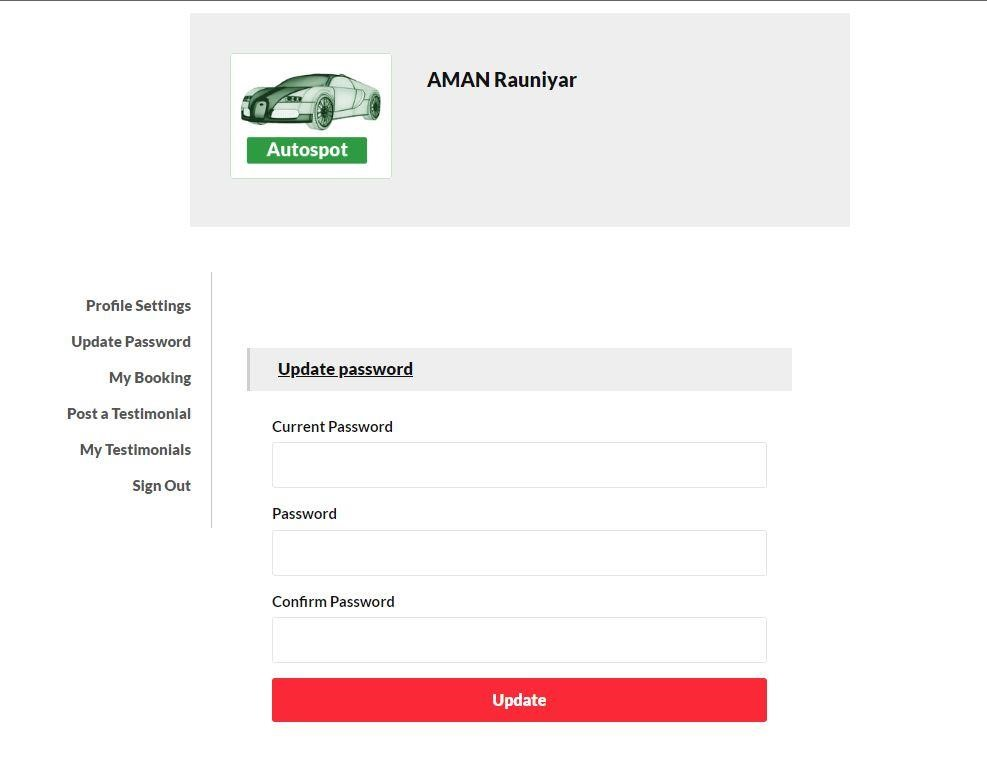 AMAN Rauniyar
Autospot
Profile Settings
Update Password
My Booking
Post a Testimonial
My Testimonials
Sign Out
Update password
Current Password
Password
Confirm Password
Update